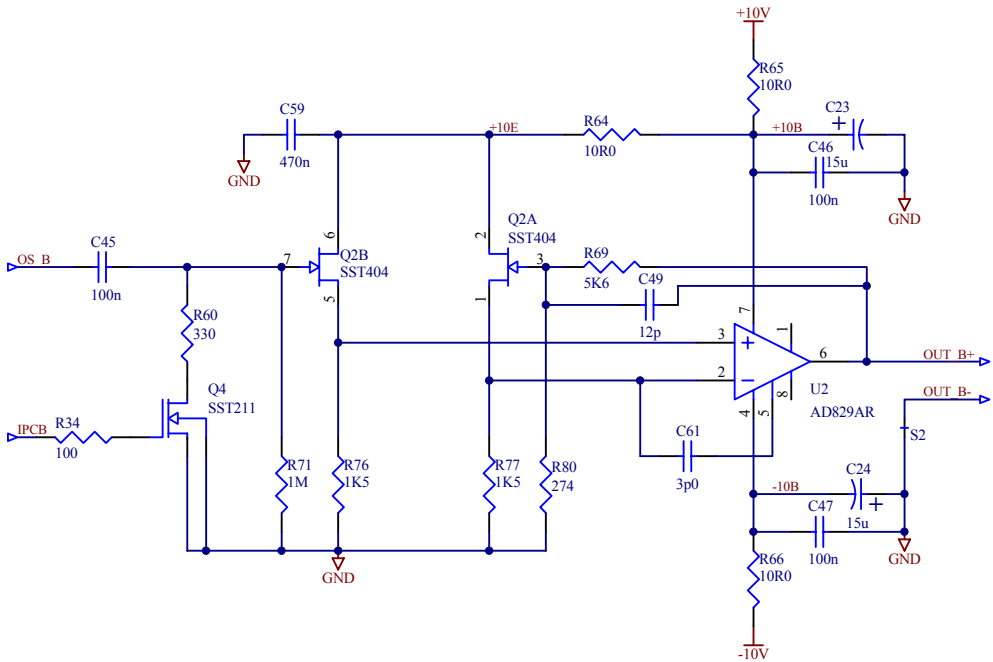 +10V
R65
10R0
C59
470n
GND
+10E
R64
10R0
+10B
C23
+
15u
C46
100n
GND
OS_B
C45
100n
7
6
Q2B
SST404
5
2
Q2A
SST404
3
1
R69
5K6
C49
12p
R60
330
Q4
SST211
IPCB
R34
100
R71
1M
R76
1K5
R77
1K5
R80
274
GND
C61
3p0
3
+
2
−
7
1
6
4
5
8
U2
AD829AR
OUT_B+
OUT_B-
S2
-10B
C24
+
15u
C47
100n
GND
R66
10R0
-10V